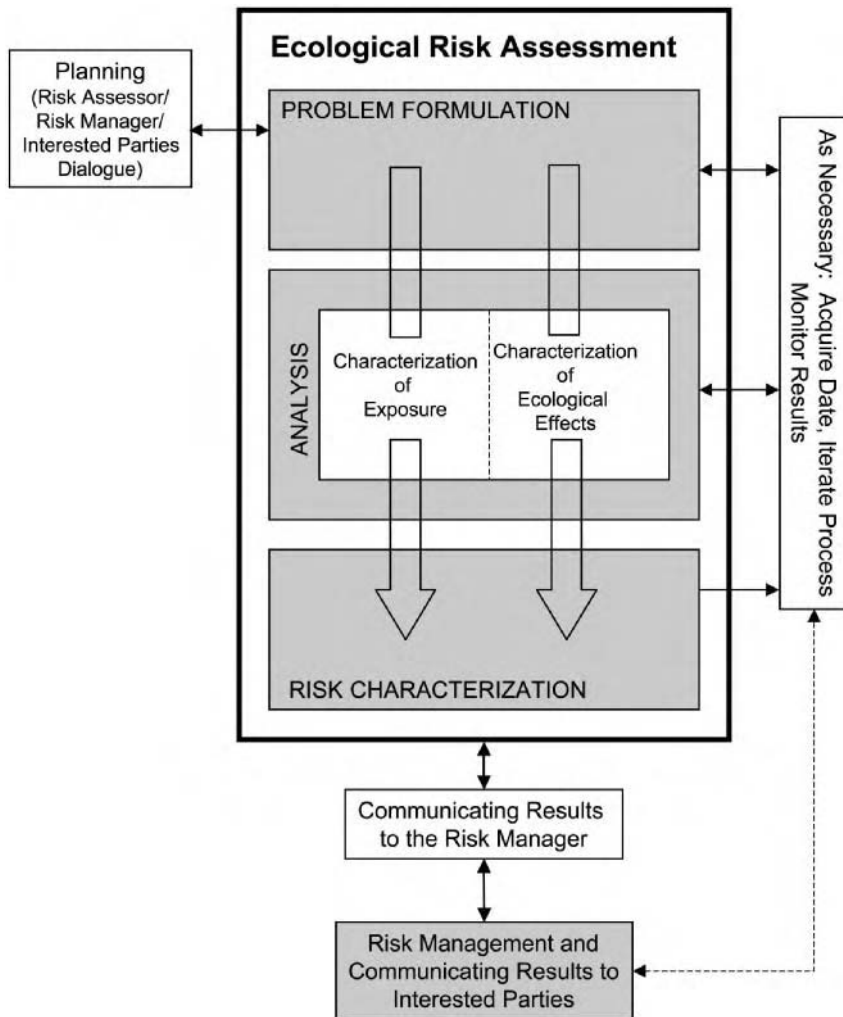 Ecological Risk Assessment
Planning
(Risk Assessor/
Risk Manager/
Interested Parties
Dialogue)
PROBLEM FORMULATION
As Necessary: Acquire Date, Iterate Process
Monitor Results
ANALYSIS
Characterization
of
Exposure
Characterization
of
Ecological
Effects
RISK CHARACTERIZATION
Communicating Results
to the Risk Manager
Risk Management and
Communicating Results to
Interested Parties